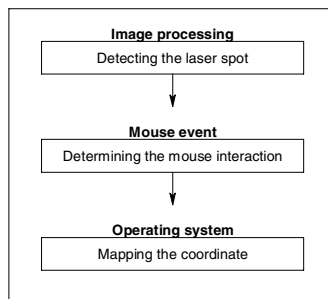 Image processing
Detecting the laser spot
Mouse event
Determining the mouse interaction
Operating system
Mapping the coordinate